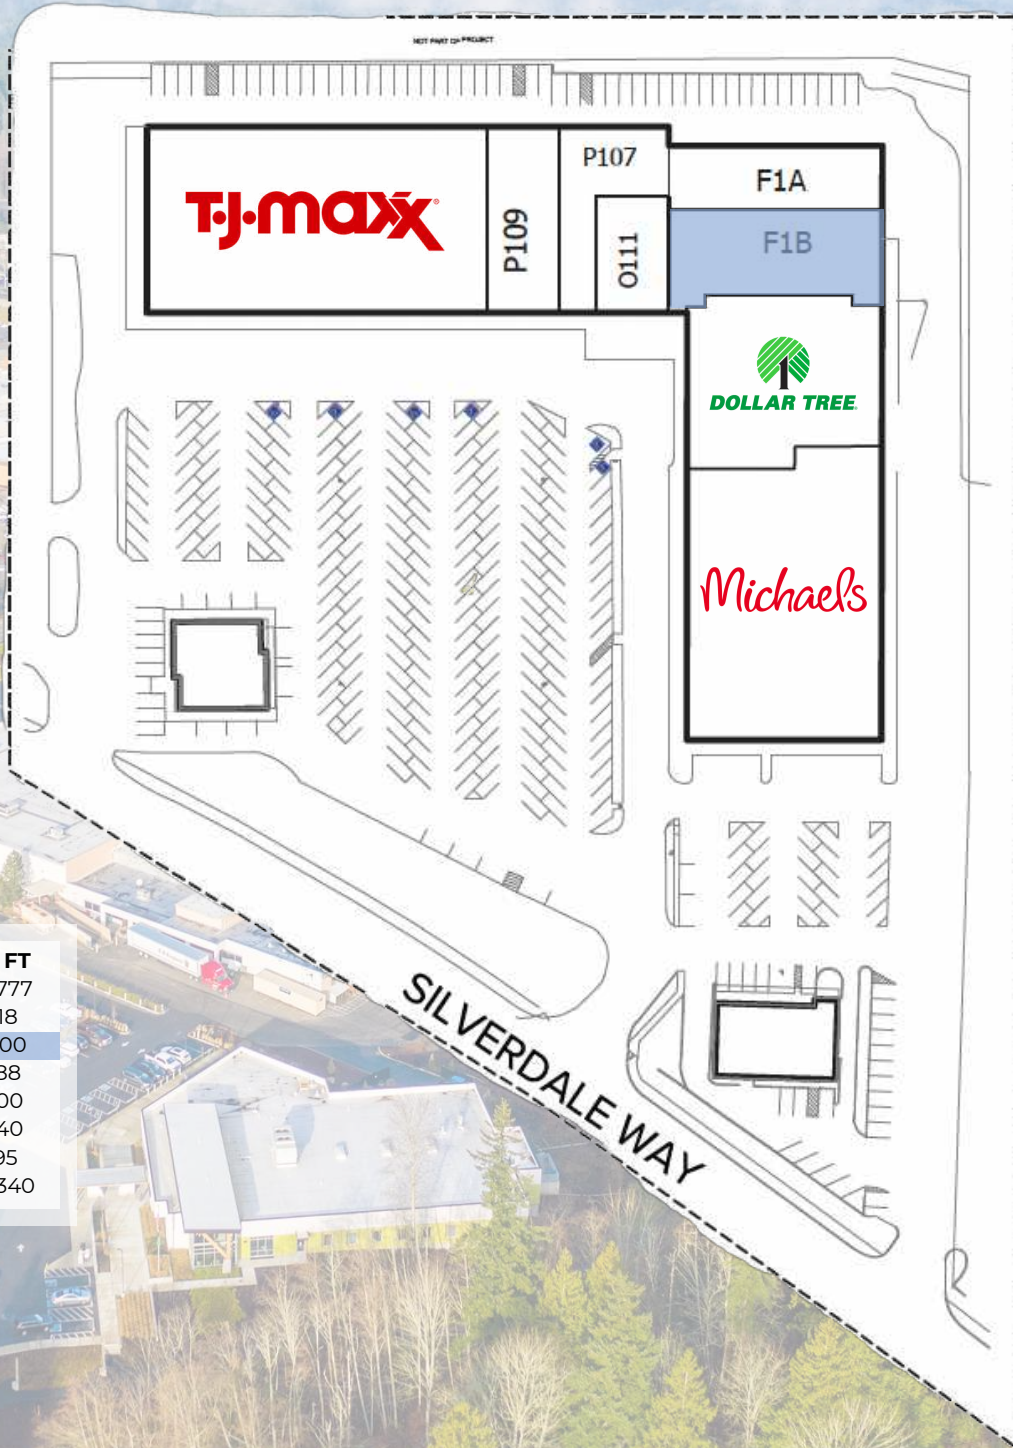 NOT PART OF PROJECT
T.J.maxx®
P109
P107
O111
F1A
F1B
DOLLAR TREE
Michaels
SILVERDALE WAY
FT
777
18
00
38
00
40
95
340